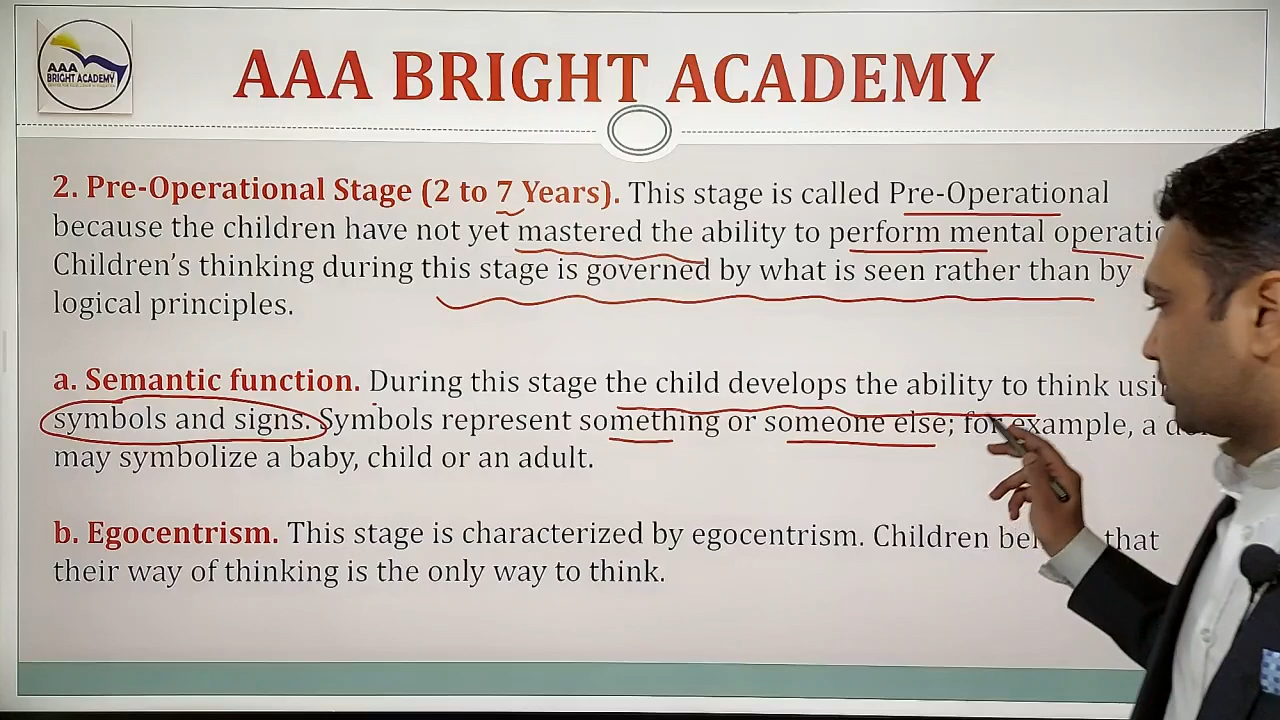 AAA
BRIGHT ACADEMY
AAA BRIGHT ACADEMY
2. Pre-Operational Stage (2 to 7 Years). This stage is called Pre-Operational
because the children have not yet mastered the ability to perform mental
Children's thinking during this stage is governed by what is seen rather than by
logical principles.
a. Semantic function. During this stage the child develops the ability to think
symbols and signs. Symbols represent something or someone else; for example, a
may symbolize a baby, child or an adult.
b. Egocentrism. This stage is characterized by egocentrism. Children that
their way of thinking is the only way to think.